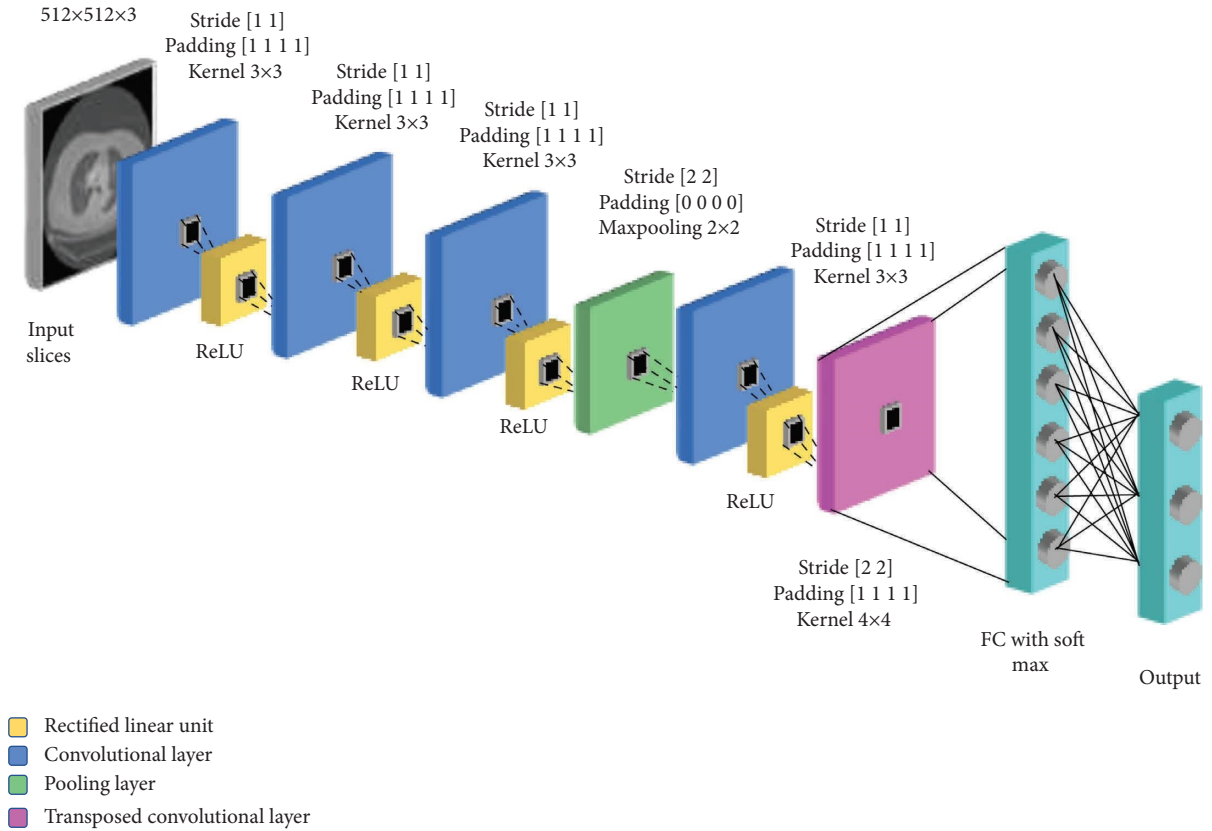 512×512×3
Stride [1 1]
Padding [1 1 1 1]
Kernel 3×3
Stride [1 1]
Padding [1 1 1 1]
Kernel 3×3
Stride [1 1]
Padding [1 1 1 1]
Kernel 3×3
Stride [2 2]
Padding [0 0 0 0]
Maxpooling 2×2
Stride [1 1]
Padding [1 1 1 1]
Kernel 3×3
Input
slices
ReLU
ReLU
ReLU
ReLU
Stride [2 2]
Padding [1 1 1 1]
Kernel 4×4
FC with soft
max
Output
Rectified linear unit
Convolutional layer
Pooling layer
Transposed convolutional layer